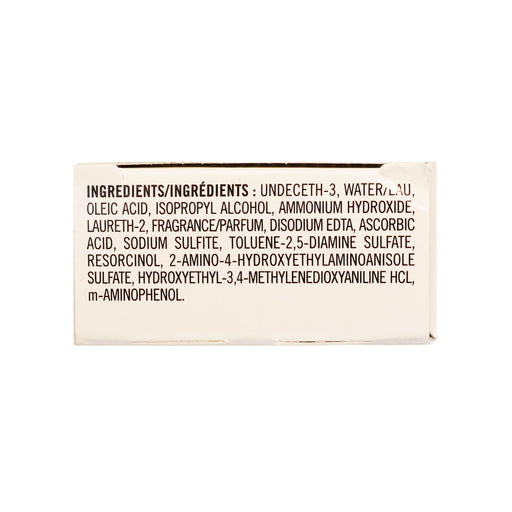 INGREDIENTS/INGRÉDIENTS : UNDECETH-3, WATER/EAU,
OLEIC ACID, ISOPROPYL ALCOHOL, AMMONIUM HYDROXIDE,
LAURETH-2, FRAGRANCE/PARFUM, DISODIUM EDTA, ASCORBIC
ACID, SODIUM SULFITE, TOLUENE-2,5-DIAMINE SULFATE,
RESORCINOL, 2-AMINO-4-HYDROXYETHYLAMINOANISOLE
SULFATE, HYDROXYETHYL-3,4-METHYLENEDIOXYANILINE HCL,
m-AMINOPHENOL.